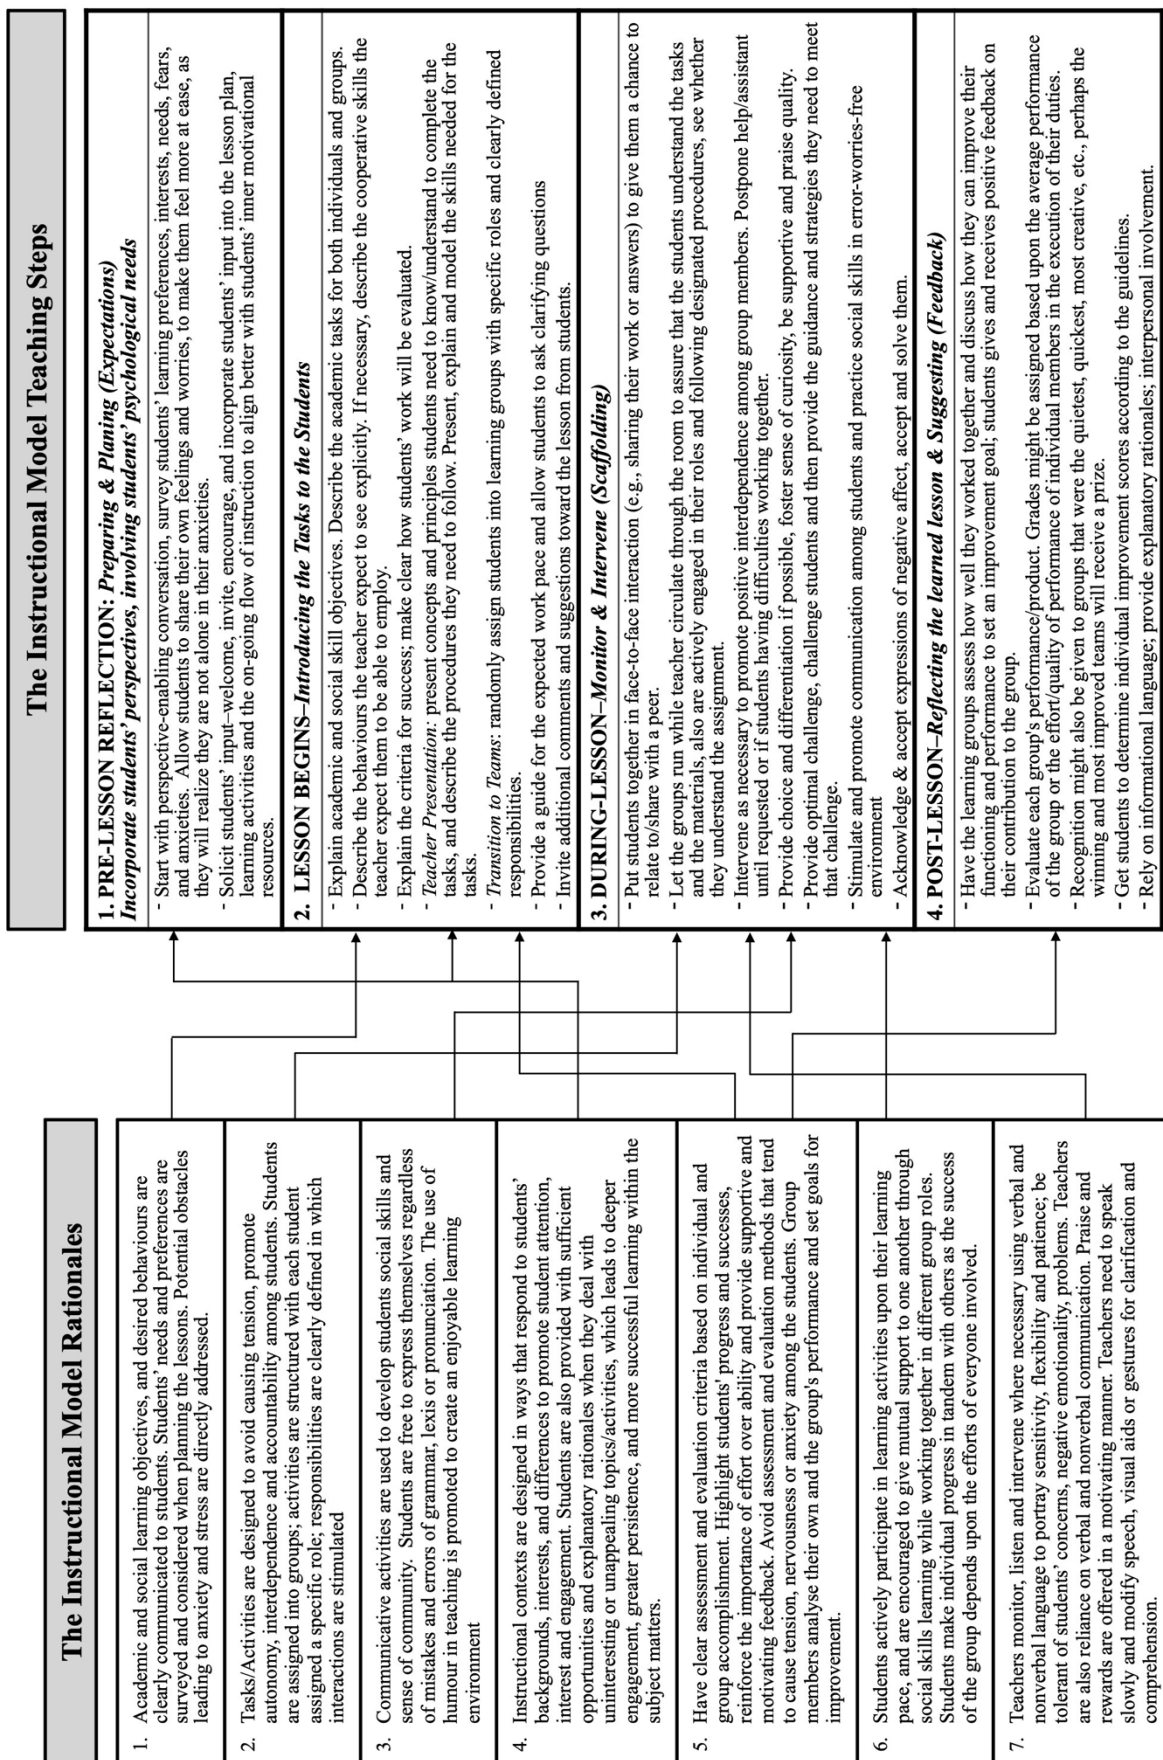 The Instructional Model Rationales
1. Academic and social learning objectives, and desired behaviours are
clearly communicated to students. Students' needs and preferences are
surveyed and considered when planning the lessons. Potential obstacles
leading to anxiety and stress are directly addressed.
2. Tasks/Activities are designed to avoid causing tension, promote
autonomy, interdependence and accountability among students. Students
are assigned into groups; activities are structured with each student
assigned a specific role; responsibilities are clearly defined in which
interactions are stimulated
3. Communicative activities are used to develop students social skills and
sense of community. Students are free to express themselves regardless
of mistakes and errors of grammar, lexis or pronunciation. The use of
humour in teaching is promoted to create an enjoyable learning
environment
4. Instructional contexts are designed in ways that respond to students'
backgrounds, interests, and differences to promote student attention,
interest and engagement. Students are also provided with sufficient
opportunities and explanatory rationales when they deal with
uninteresting or unappealing topics/activities, which leads to deeper
engagement, greater persistence, and more successful learning within the
subject matters.
5. Have clear assessment and evaluation criteria based on individual and
group accomplishment. Highlight students' progress and successes,
reinforce the importance of effort over ability and provide supportive and
motivating feedback. Avoid assessment and evaluation methods that tend
to cause tension, nervousness or anxiety among the students. Group
members analyse their own and the group's performance and set goals for
improvement.
6. Students actively participate in learning activities upon their learning
pace, and are encouraged to give mutual support to one another through
social skills learning while working together in different group roles.
Students make individual progress in tandem with others as the success
of the group depends upon the efforts of everyone involved.
7. Teachers monitor, listen and intervene where necessary using verbal and
nonverbal language to portray sensitivity, flexibility and patience; be
tolerant of students' concerns, negative emotionality, problems. Teachers
are also reliance on verbal and nonverbal communication. Praise and
rewards are offered in a motivating manner. Teachers need to speak
slowly and modify speech, visual aids or gestures for clarification and
comprehension.
The Instructional Model Teaching Steps
1. PRE-LESSON REFLECTION: Preparing & Planing (Expectations)
Incorporate students' perspectives, involving students' psychological needs
- Start with perspective-enabling conversation, survey students' learning preferences, interests, needs, fears,
and anxieties. Allow students to share their own feelings and worries, to make them feel more at ease, as
they will realize they are not alone in their anxieties.
- Solicit students' input–welcome, invite, encourage, and incorporate students' input into the lesson plan,
learning activities and the on-going flow of instruction to align better with students' inner motivational
resources.
2. LESSON BEGINS–Introducing the Tasks to the Students
- Explain academic and social skill objectives. Describe the academic tasks for both individuals and groups.
- Describe the behaviours the teacher expect to see explicitly. If necessary, describe the cooperative skills the
teacher expect them to be able to employ.
- Explain the criteria for success; make clear how students' work will be evaluated.
- Teacher Presentation: present concepts and principles students need to know/understand to complete the
tasks, and describe the procedures they need to follow. Present, explain and model the skills needed for the
tasks.
- Transition to Teams: randomly assign students into learning groups with specific roles and clearly defined
responsibilities.
- Provide a guide for the expected work pace and allow students to ask clarifying questions
- Invite additional comments and suggestions toward the lesson from students.
3. DURING-LESSON–Monitor & Intervene (Scaffolding)
- Put students together in face-to-face interaction (e.g., sharing their work or answers) to give them a chance to
relate to/share with a peer.
- Let the groups run while teacher circulate through the room to assure that the students understand the tasks
and the materials, also are actively engaged in their roles and following designated procedures, see whether
they understand the assignment.
- Intervene as necessary to promote positive interdependence among group members. Postpone help/assistant
until requested or if students having difficulties working together.
- Provide choice and differentiation if possible, foster sense of curiosity, be supportive and praise quality.
- Provide optimal challenge, challenge students and then provide the guidance and strategies they need to meet
that challenge.
- Stimulate and promote communication among students and practice social skills in error-worries-free
environment
- Acknowledge & accept expressions of negative affect, accept and solve them.
4. POST-LESSON–Reflecting the learned lesson & Suggesting (Feedback)
- Have the learning groups assess how well they worked together and discuss how they can improve their
functioning and performance to set an improvement goal; students gives and receives positive feedback on
their contribution to the group.
- Evaluate each group's performance/product. Grades might be assigned based upon the average performance
of the group or the effort/quality of performance of individual members in the execution of their duties.
- Recognition might also be given to groups that were the quietest, quickest, most creative, etc., perhaps the
winning and most improved teams will receive a prize.
- Get students to determine individual improvement scores according to the guidelines.
- Rely on informational language; provide explanatory rationales; interpersonal involvement.